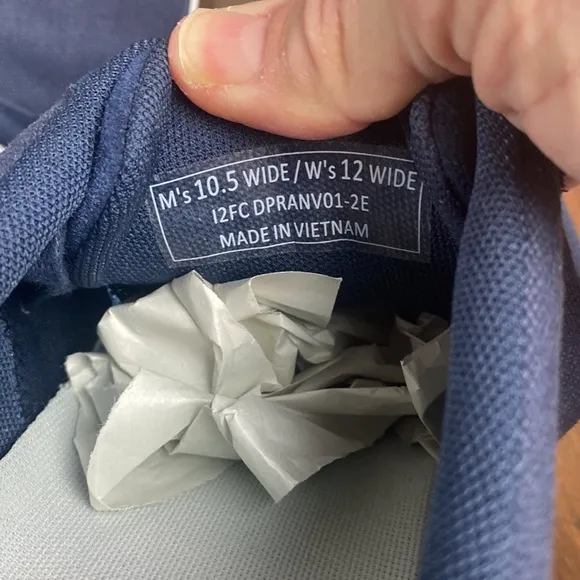 M's 10.5 WIDE / W's 12 WIDE
I2FC DPRANV01-2E
MADE IN VIETNAM